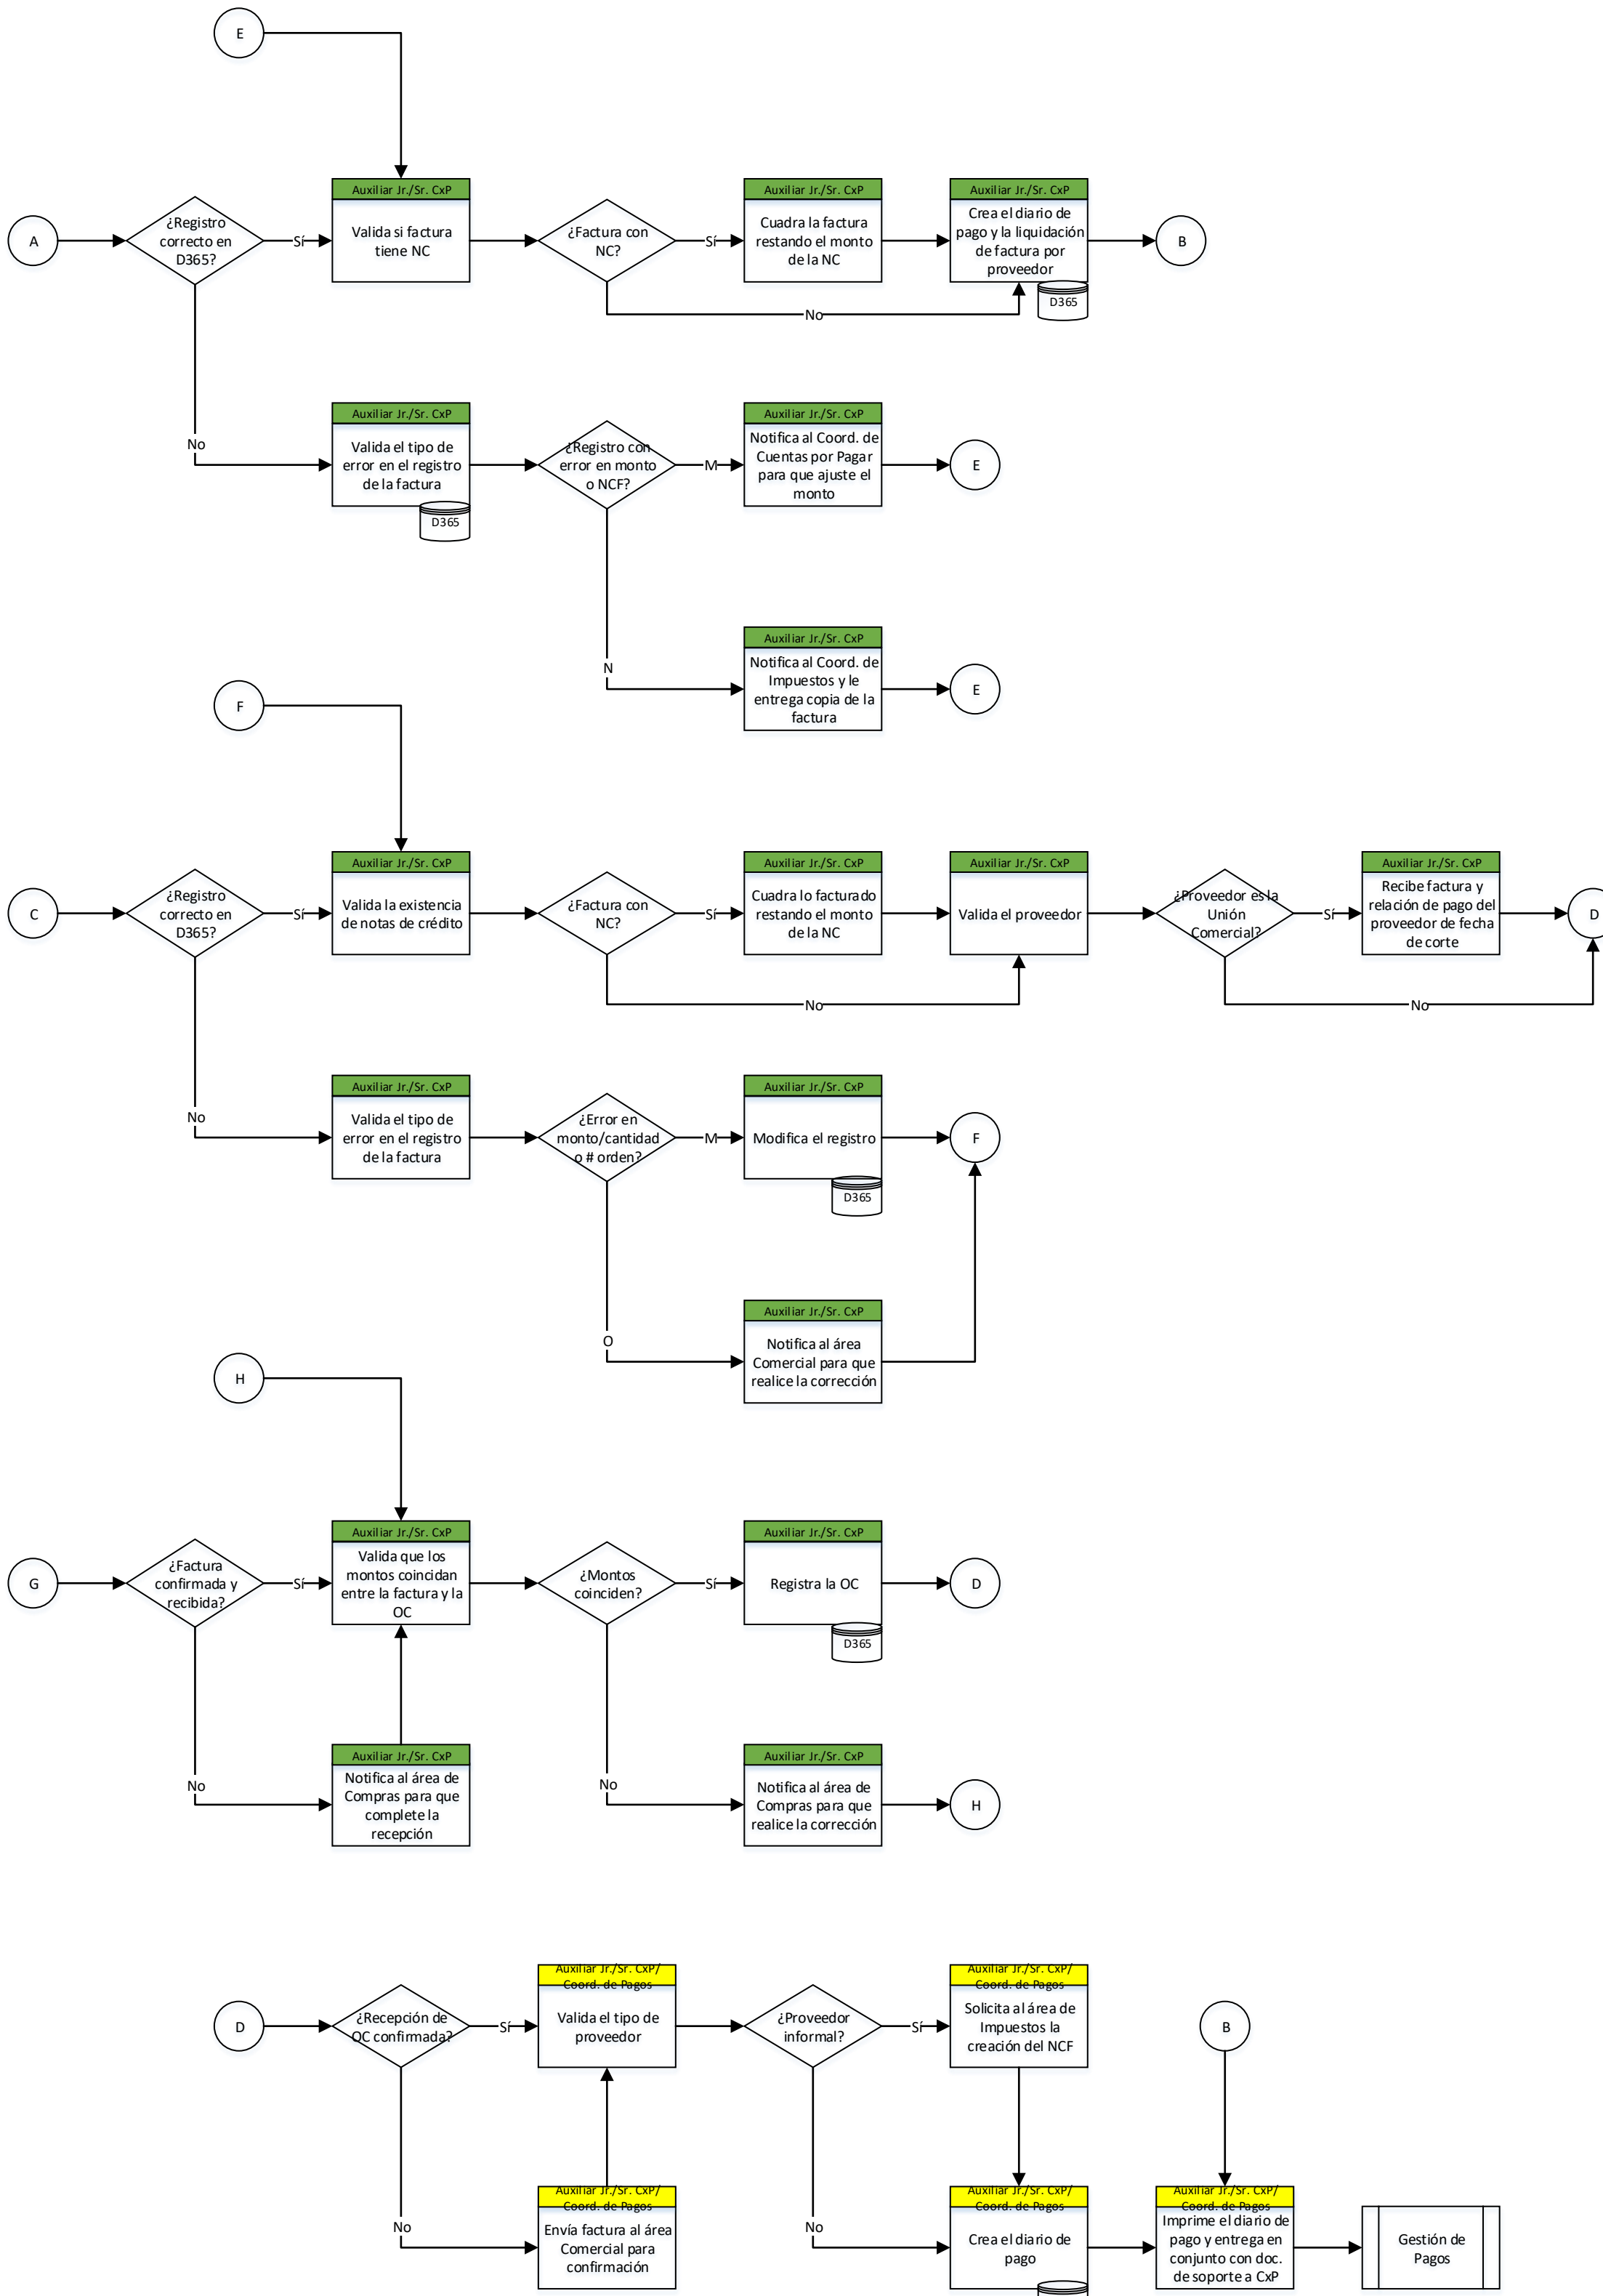 E
Auxiliar Jr./Sr. CxP
Auxiliar Jr./Sr. CxP
Auxiliar Jr./Sr. CxP
A
¿Registro
correcto en
D365?
Sí
Valida si factura
tiene NC
¿Factura con
NC?
Sí
Cuadra la factura
restando el monto
de la NC
Crea el diario de
pago y la liquidación
de factura por
proveedor
B
D365
No
No
Auxiliar Jr./Sr. CxP
Valida el tipo de
error en el registro
de la factura
D365
¿Registro con
error en monto
o NCF?
M
Auxiliar Jr./Sr. CxP
Notifica al Coord. de
Cuentas por Pagar
para que ajuste el
monto
E
N
Auxiliar Jr./Sr. CxP
Notifica al Coord. de
Impuestos y le
entrega copia de la
factura
E
F
C
¿Registro
correcto en
D365?
Sí
Auxiliar Jr./Sr. CxP
Valida la existencia
de notas de crédito
¿Factura con
NC?
Sí
Auxiliar Jr./Sr. CxP
Cuadra lo facturado
restando el monto
de la NC
Auxiliar Jr./Sr. CxP
Valida el proveedor
¿Proveedor es la
Unión
Comercial?
Sí
Auxiliar Jr./Sr. CxP
Recibe factura y
relación de pago del
proveedor de fecha
de corte
D
No
No
No
Auxiliar Jr./Sr. CxP
Valida el tipo de
error en el registro
de la factura
¿Error en
monto/cantidad
o # orden?
M
Auxiliar Jr./Sr. CxP
Modifica el registro
D365
F
O
Auxiliar Jr./Sr. CxP
Notifica al área
Comercial para que
realice la corrección
H
G
¿Factura
confirmada y
recibida?
Sí
Auxiliar Jr./Sr. CxP
Valida que los
montos coincidan
entre la factura y la
OC
¿Montos
coinciden?
Sí
Auxiliar Jr./Sr. CxP
Registra la OC
D365
D
No
Auxiliar Jr./Sr. CxP
Notifica al área de
Compras para que
complete la
recepción
No
Auxiliar Jr./Sr. CxP
Notifica al área de
Compras para que
realice la corrección
H
D
¿Recepción de
OC confirmada?
Sí
Auxiliar Jr./Sr. CxP/
Coord. de Pagos
Valida el tipo de
proveedor
¿Proveedor
informal?
Sí
Auxiliar Jr./Sr. CxP/
Coord. de Pagos
Solicita al área de
Impuestos la
creación del NCF
B
No
Auxiliar Jr./Sr. CxP/
Coord. de Pagos
Envía factura al área
Comercial para
confirmación
No
Auxiliar Jr./Sr. CxP/
Coord. de Pagos
Crea el diario de
pago
Auxiliar Jr./Sr. CxP/
Coord. de Pagos
Imprime el diario de
pago y entrega en
conjunto con doc.
de soporte a CxP
Gestión de
Pagos